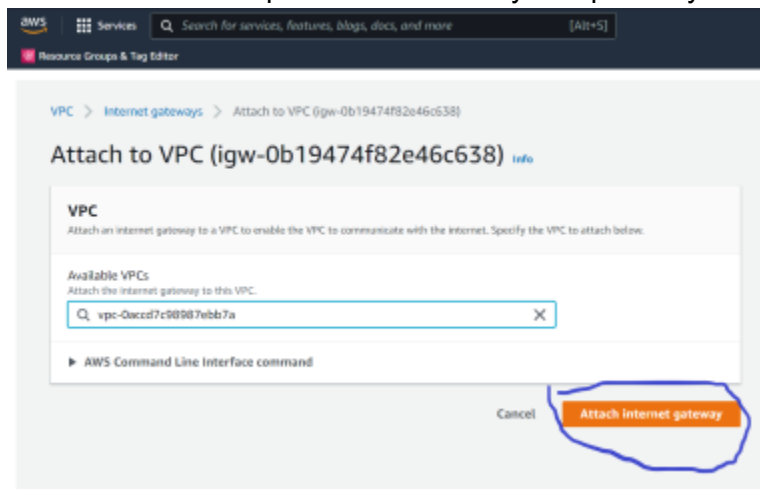 aws Services Search for services, features, blogs, docs, and more [Alt+S]
Resource Groups & Tag Editor
VPC > Internet gateways > Attach to VPC (igw-0b19474f82e46c638)
Attach to VPC (igw-0b19474f82e46c638) Info
VPC
Attach an internet gateway to a VPC to enable the VPC to communicate with the internet. Specify the VPC to attach below.
Available VPCs
Attach the internet gateway to this VPC.
vpc-0accd7c98987ebb7a
AWS Command Line Interface command
Cancel Attach internet gateway